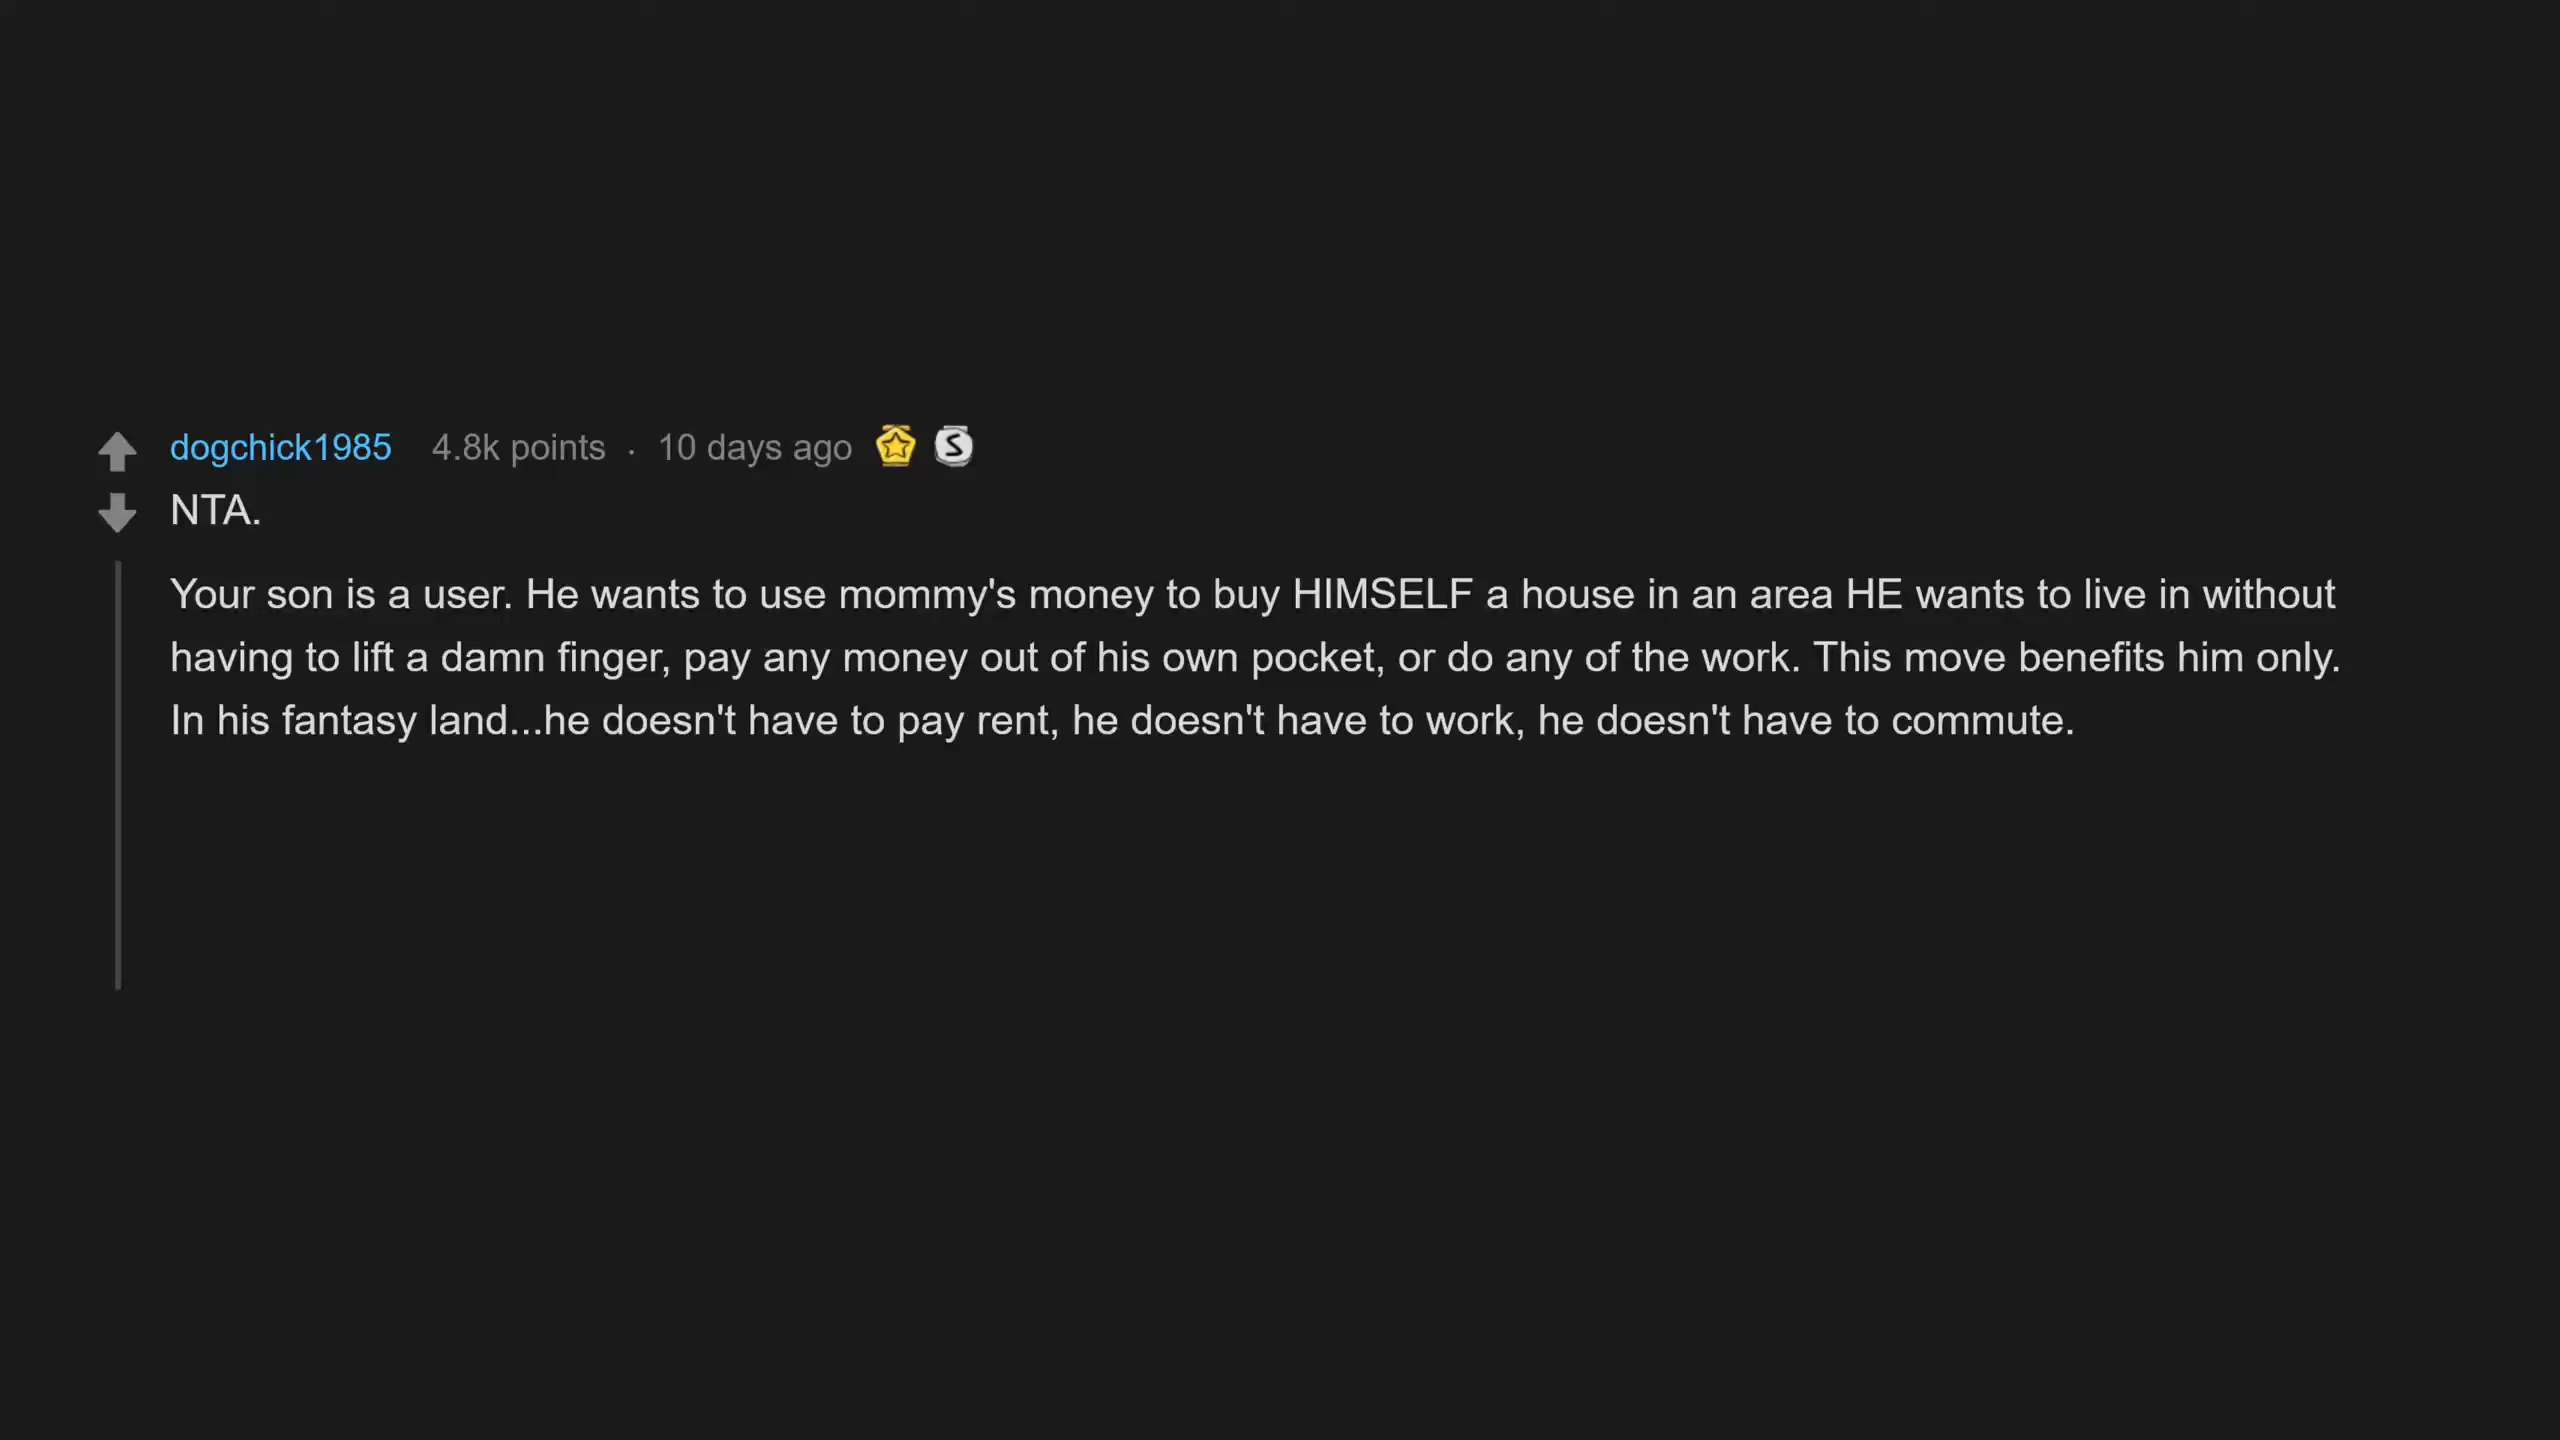 dogchick1985 4.8k points · 10 days ago S
NTA.
Your son is a user. He wants to use mommy's money to buy HIMSELF a house in an area HE wants to live in without
having to lift a damn finger, pay any money out of his own pocket, or do any of the work. This move benefits him only.
In his fantasy land...he doesn't have to pay rent, he doesn't have to work, he doesn't have to commute.